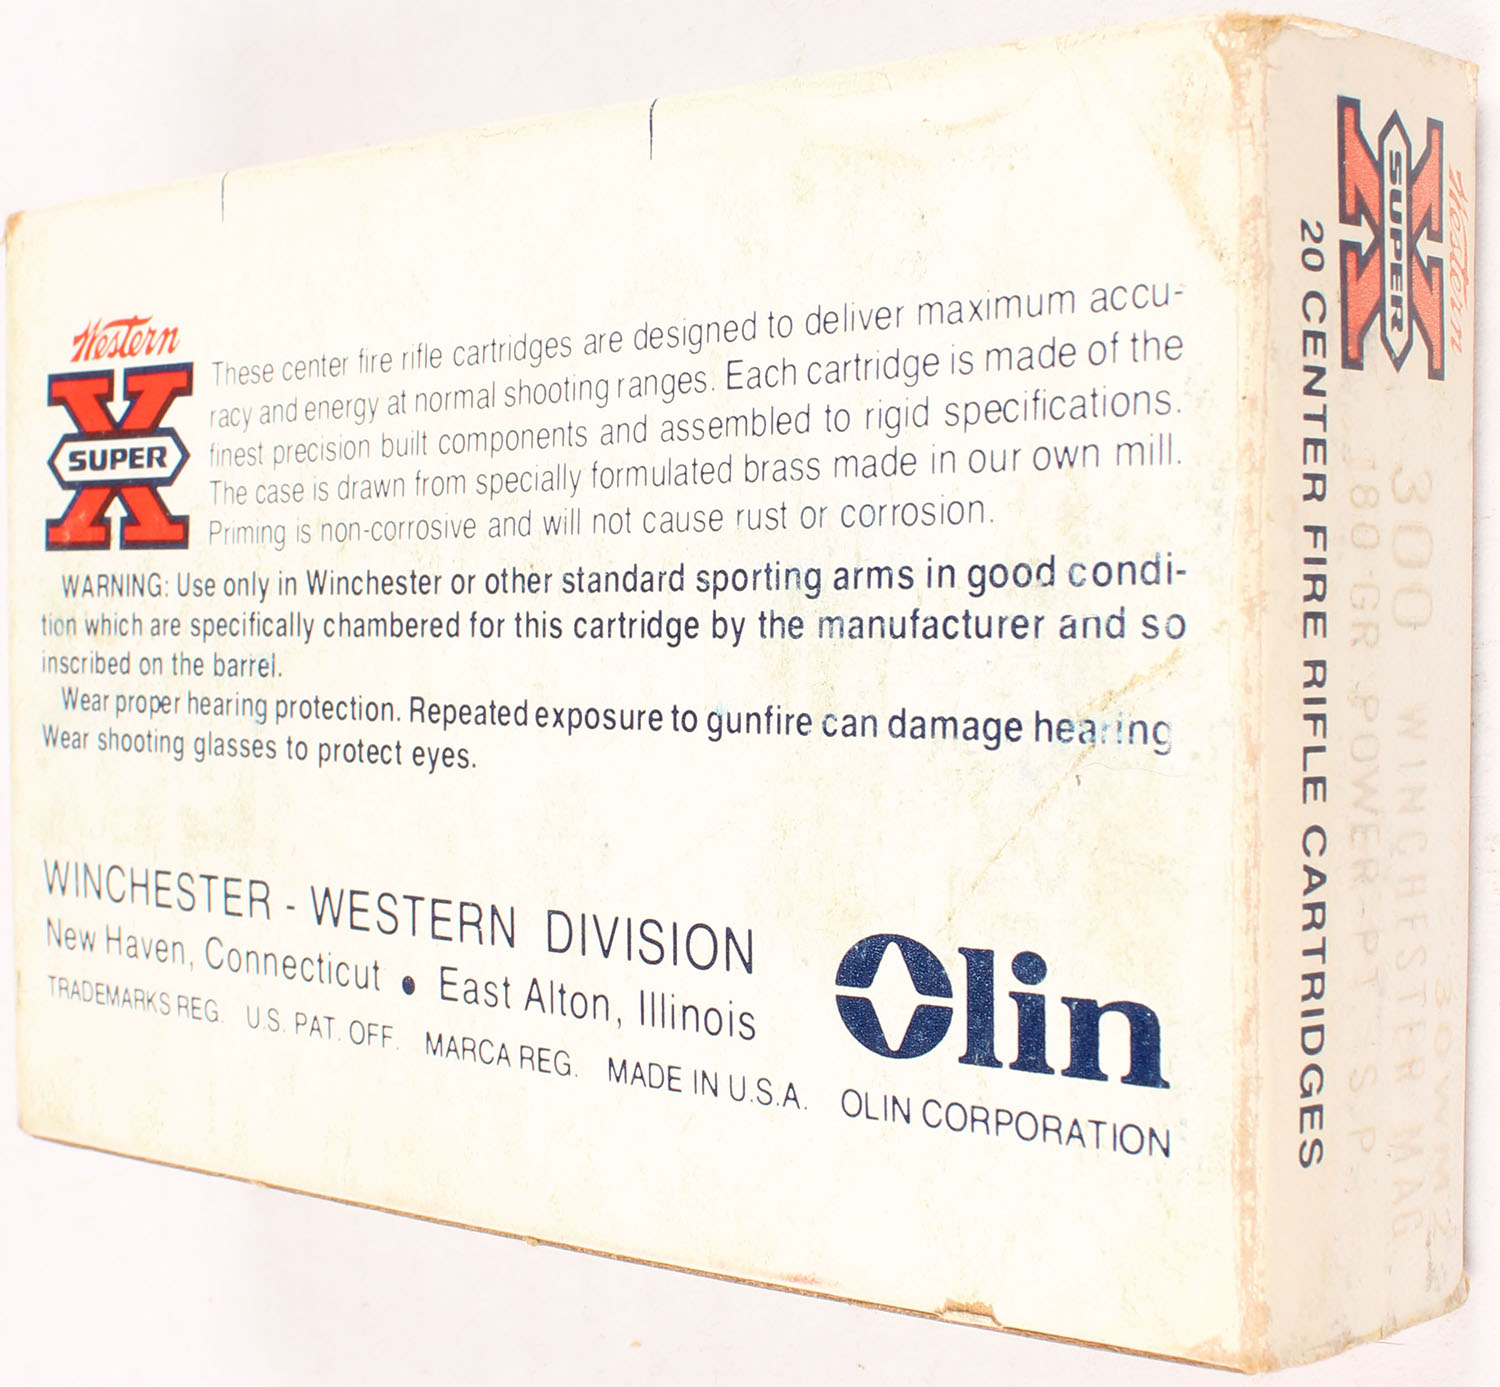 Western
SUPER X
These center fire rifle cartridges are designed to deliver maximum accu-
racy and energy at normal shooting ranges. Each cartridge is made of the
finest precision built components and assembled to rigid specifications.
The case is drawn from specially formulated brass made in our own mill.
Priming is non-corrosive and will not cause rust or corrosion.
WARNING: Use only in Winchester or other standard sporting arms in good condi-
tion which are specifically chambered for this cartridge by the manufacturer and so
inscribed on the barrel.
Wear proper hearing protection. Repeated exposure to gunfire can damage hearing
Wear shooting glasses to protect eyes.
WINCHESTER - WESTERN DIVISION
New Haven, Connecticut • East Alton, Illinois
TRADEMARKS REG. U.S. PAT. OFF. MARCA REG. MADE IN U.S.A. OLIN CORPORATION
Olin
Western
SUPER X
300 WINCHESTER MAG
180 GR POWER-PT S.P.
20 CENTER FIRE RIFLE CARTRIDGES